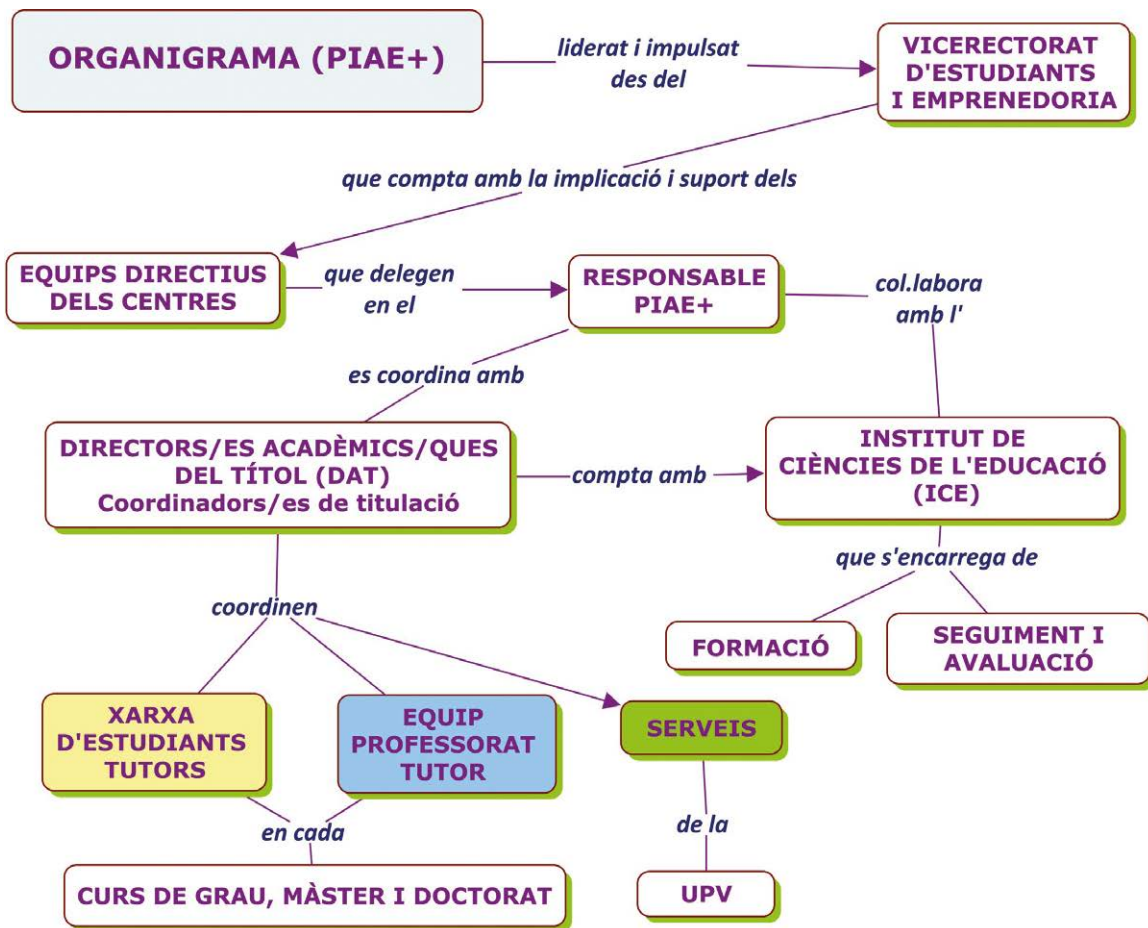 ORGANIGRAMA (PIAE+)
liderat i impulsat
des del
VICERECTORAT
D'ESTUDIANTS
I EMPRENEDORIA
que compta amb la implicació i suport dels
EQUIPS DIRECTIUS
DELS CENTRES
que delegen
en el
RESPONSABLE
PIAE+
col.labora
amb l'
es coordina amb
DIRECTORS/ES ACADÈMICS/QUES
DEL TÍTOL (DAT)
Coordinadors/es de titulació
compta amb
INSTITUT DE
CIÈNCIES DE L'EDUCACIÓ
(ICE)
que s'encarrega de
FORMACIÓ
SEGUIMENT I
AVALUACIÓ
coordinen
XARXA
D'ESTUDIANTS
TUTORS
EQUIP
PROFESSORAT
TUTOR
SERVEIS
en cada
de la
CURS DE GRAU, MÀSTER I DOCTORAT
UPV